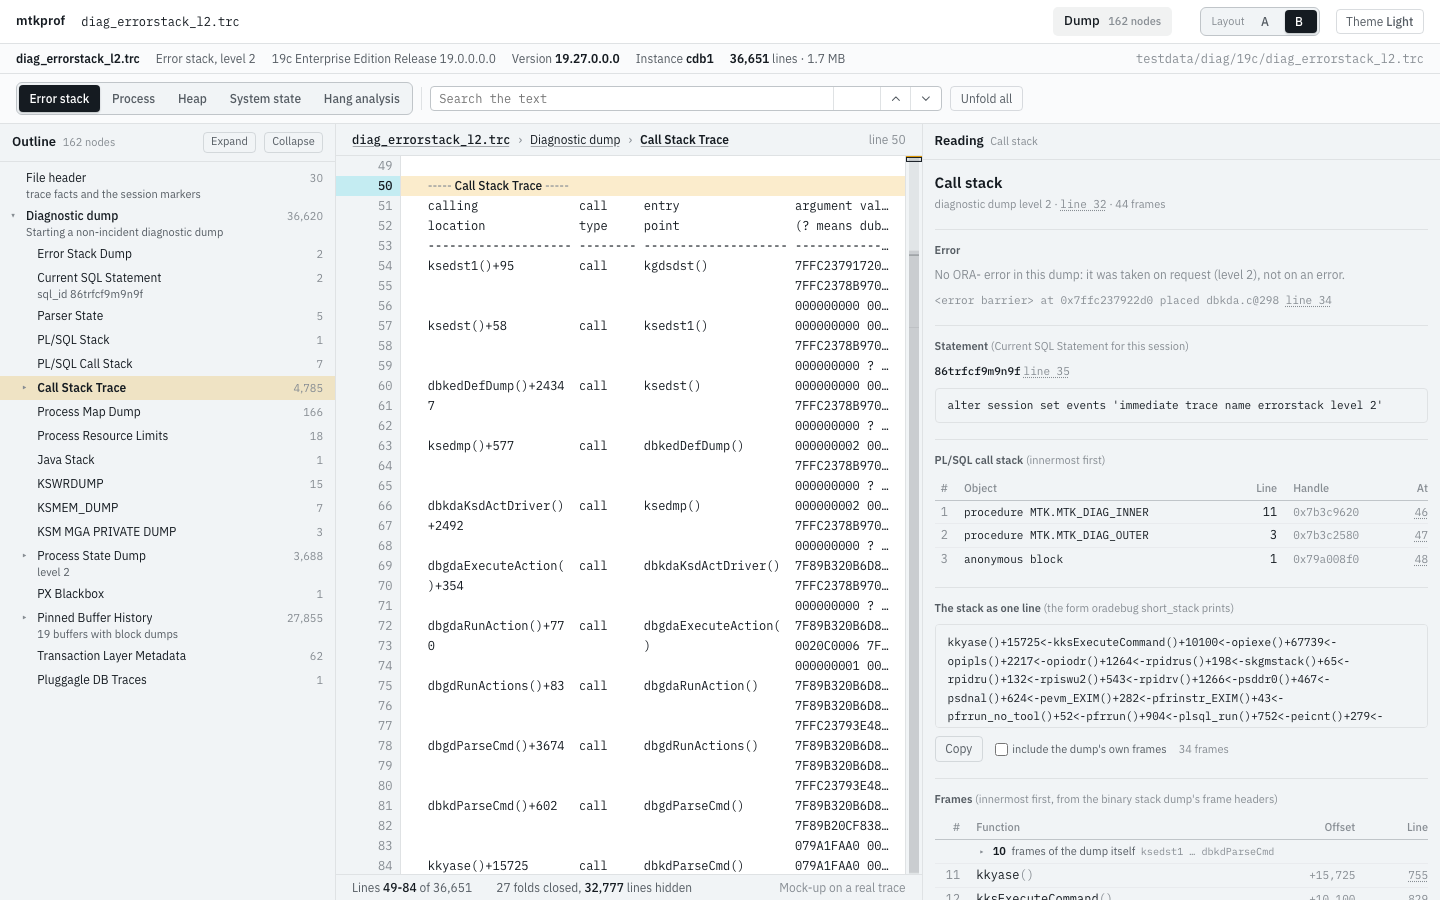 mtkprof diag_errorstack_l2.trc Dump 162 nodes Layout A B Theme Light
diag_errorstack_l2.trc Error stack, level 2 19c Enterprise Edition Release 19.0.0.0.0 Version 19.27.0.0.0 Instance cdb1 36,651 lines · 1.7 MB testdata/diag/19c/diag_errorstack_l2.trc
Error stack Process Heap System state Hang analysis Search the text Unfold all
Outline 162 nodes Expand Collapse
File header 30
trace facts and the session markers
Diagnostic dump 36,620
Starting a non-incident diagnostic dump
Error Stack Dump 2
Current SQL Statement 2
sql_id 86trfcf9m9n9f
Parser State 5
PL/SQL Stack 1
PL/SQL Call Stack 7
Call Stack Trace 4,785
Process Map Dump 166
Process Resource Limits 18
Java Stack 1
KSWRDUMP 15
KSMEM_DUMP 7
KSM MGA PRIVATE DUMP 3
Process State Dump 3,688
level 2
PX Blackbox 1
Pinned Buffer History 27,855
19 buffers with block dumps
Transaction Layer Metadata 62
Pluggagle DB Traces 1
diag_errorstack_l2.trc › Diagnostic dump › Call Stack Trace line 50
49
50 ----- Call Stack Trace -----
51 calling call entry argument val…
52 location type point (? means dub…
53 -------------------- -------- -------------------- ------------…
54 ksedst1()+95 call kgdsdst() 7FFC23791720…
55 7FFC2378B970…
56 000000000 00…
57 ksedst()+58 call ksedst1() 000000000 00…
58 7FFC2378B970…
59 000000000 ? …
60 dbkedDefDump()+2434 call ksedst() 000000000 00…
61 7 7FFC2378B970…
62 000000000 ? …
63 ksedmp()+577 call dbkedDefDump() 000000002 00…
64 7FFC2378B970…
65 000000000 ? …
66 dbkdaKsdActDriver() call ksedmp() 000000002 00…
67 +2492 7FFC2378B970…
68 000000000 ? …
69 dbgdaExecuteAction( call dbkdaKsdActDriver() 7F89B320B6D8…
70 )+354 7FFC2378B970…
71 000000000 ? …
72 dbgdaRunAction()+77 call dbgdaExecuteAction( 7F89B320B6D8…
73 0 ) 0020C0006 7F…
74 000000001 00…
75 dbgdRunActions()+83 call dbgdaRunAction() 7F89B320B6D8…
76 7F89B320B6D8…
77 7FFC23793E48…
78 dbgdParseCmd()+3674 call dbgdRunActions() 7F89B320B6D8…
79 7F89B320B6D8…
80 7FFC23793E48…
81 dbkdParseCmd()+602 call dbgdParseCmd() 7F89B320B6D8…
82 7F89B20CF838…
83 079A1FAA0 00…
84 kkyase()+15725 call dbkdParseCmd() 079A1FAA0 00…
Lines 49-84 of 36,651 27 folds closed, 32,777 lines hidden Mock-up on a real trace
Reading Call stack
Call stack
diagnostic dump level 2 · line 32 · 44 frames
Error
No ORA- error in this dump: it was taken on request (level 2), not on an error.
<error barrier> at 0x7ffc237922d0 placed dbkda.c@298 line 34
Statement (Current SQL Statement for this session)
86trfcf9m9n9f line 35
alter session set events 'immediate trace name errorstack level 2'
PL/SQL call stack (innermost first)
# Object Line Handle At
1 procedure MTK.MTK_DIAG_INNER 11 0x7b3c9620 46
2 procedure MTK.MTK_DIAG_OUTER 3 0x7b3c2580 47
3 anonymous block 1 0x79a008f0 48
The stack as one line (the form oradebug short_stack prints)
kkyase()+15725<-kksExecuteCommand()+10100<-opiexe()+67739<-
opipls()+2217<-opiodr()+1264<-rpidrus()+198<-skgmstack()+65<-
rpidru()+132<-rpiswu2()+543<-rpidrv()+1266<-psddr0()+467<-
psdnal()+624<-pevm_EXIM()+282<-pfrinstr_EXIM()+43<-
pfrrun_no_tool()+52<-pfrrun()+904<-plsql_run()+752<-peicnt()+279<-
Copy include the dump's own frames 34 frames
Frames (innermost first, from the binary stack dump's frame headers)
# Function Offset Line
10 frames of the dump itself ksedst1 … dbkdParseCmd
11 kkyase() +15,725 755
12 kksExecuteCommand() +10,100 829